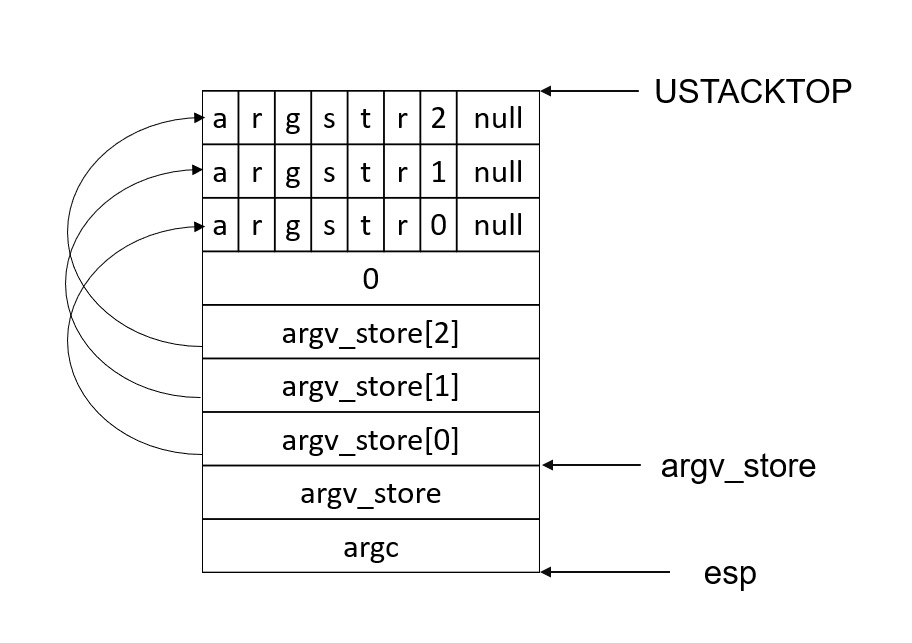 USTACKTOP
a r g s t r 2 null
a r g s t r 1 null
a r g s t r 0 null
0
argv_store[2]
argv_store[1]
argv_store[0]
argv_store
argv_store
argc
esp